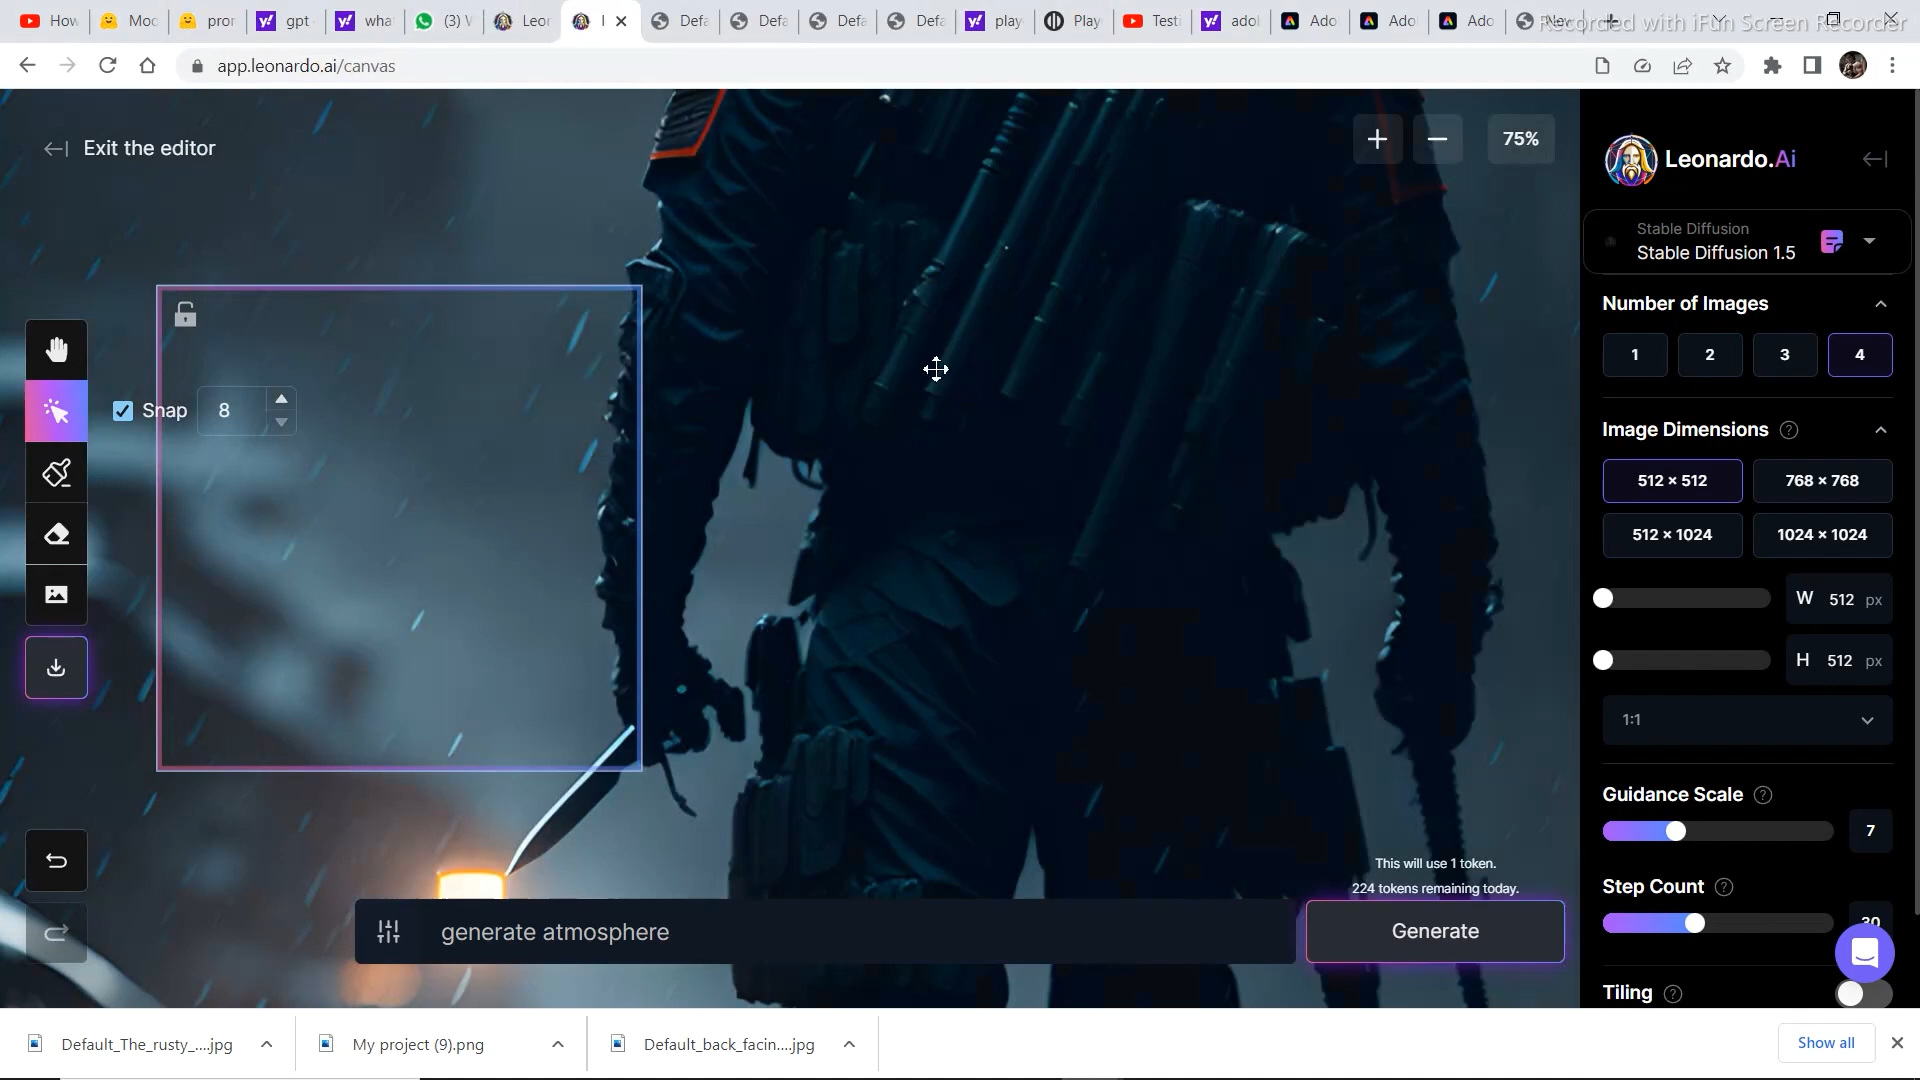 How
Moc
pror
gpt
wha
(3) V
Leor
Defa
Defa
Defa
Defa
play
Play
Testi
adol
Ado
Ado
Ado
New
Recorded with iFun Screen Recorder
app.leonardo.ai/canvas
Exit the editor
75%
Leonardo.Ai
Stable Diffusion
Stable Diffusion 1.5
Number of Images
1
2
3
4
Snap
8
Image Dimensions
512 × 512
768 × 768
512 × 1024
1024 × 1024
W 512 px
H 512 px
1:1
Guidance Scale
7
This will use 1 token.
224 tokens remaining today.
Step Count
30
generate atmosphere
Generate
Tiling
Default_The_rusty_....jpg
My project (9).png
Default_back_facin....jpg
Show all